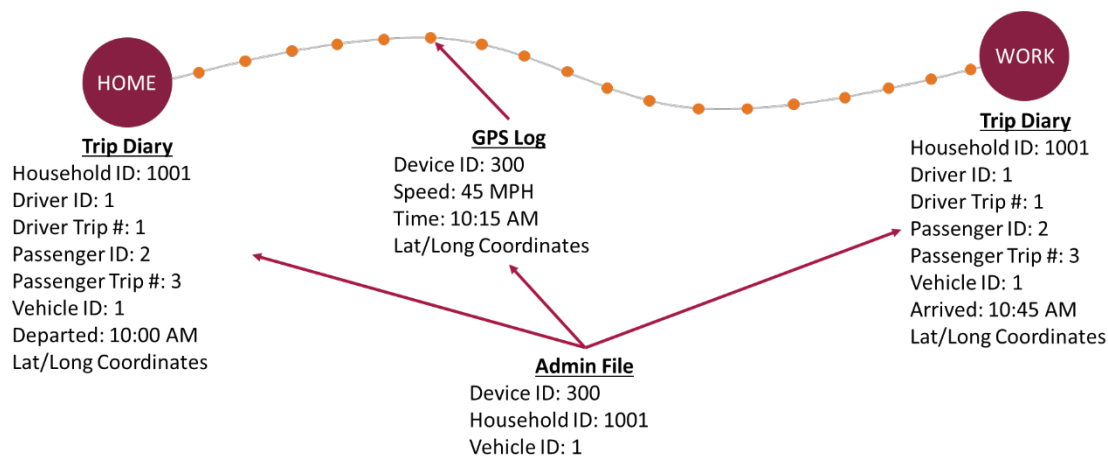 HOME
WORK
Trip Diary
Household ID: 1001
Driver ID: 1
Driver Trip #: 1
Passenger ID: 2
Passenger Trip #: 3
Vehicle ID: 1
Departed: 10:00 AM
Lat/Long Coordinates
GPS Log
Device ID: 300
Speed: 45 MPH
Time: 10:15 AM
Lat/Long Coordinates
Trip Diary
Household ID: 1001
Driver ID: 1
Driver Trip #: 1
Passenger ID: 2
Passenger Trip #: 3
Vehicle ID: 1
Arrived: 10:45 AM
Lat/Long Coordinates
Admin File
Device ID: 300
Household ID: 1001
Vehicle ID: 1